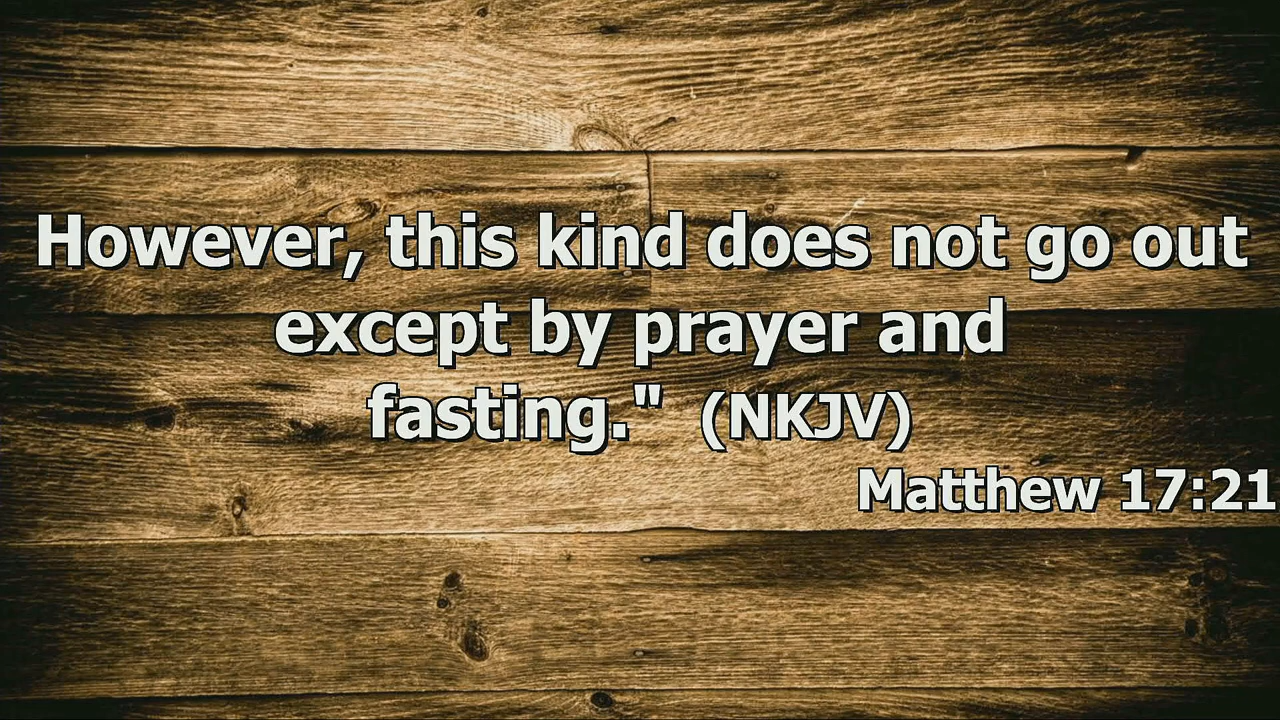 However, this kind does not go out
except by prayer and
fasting." (NKJV)
Matthew 17:21